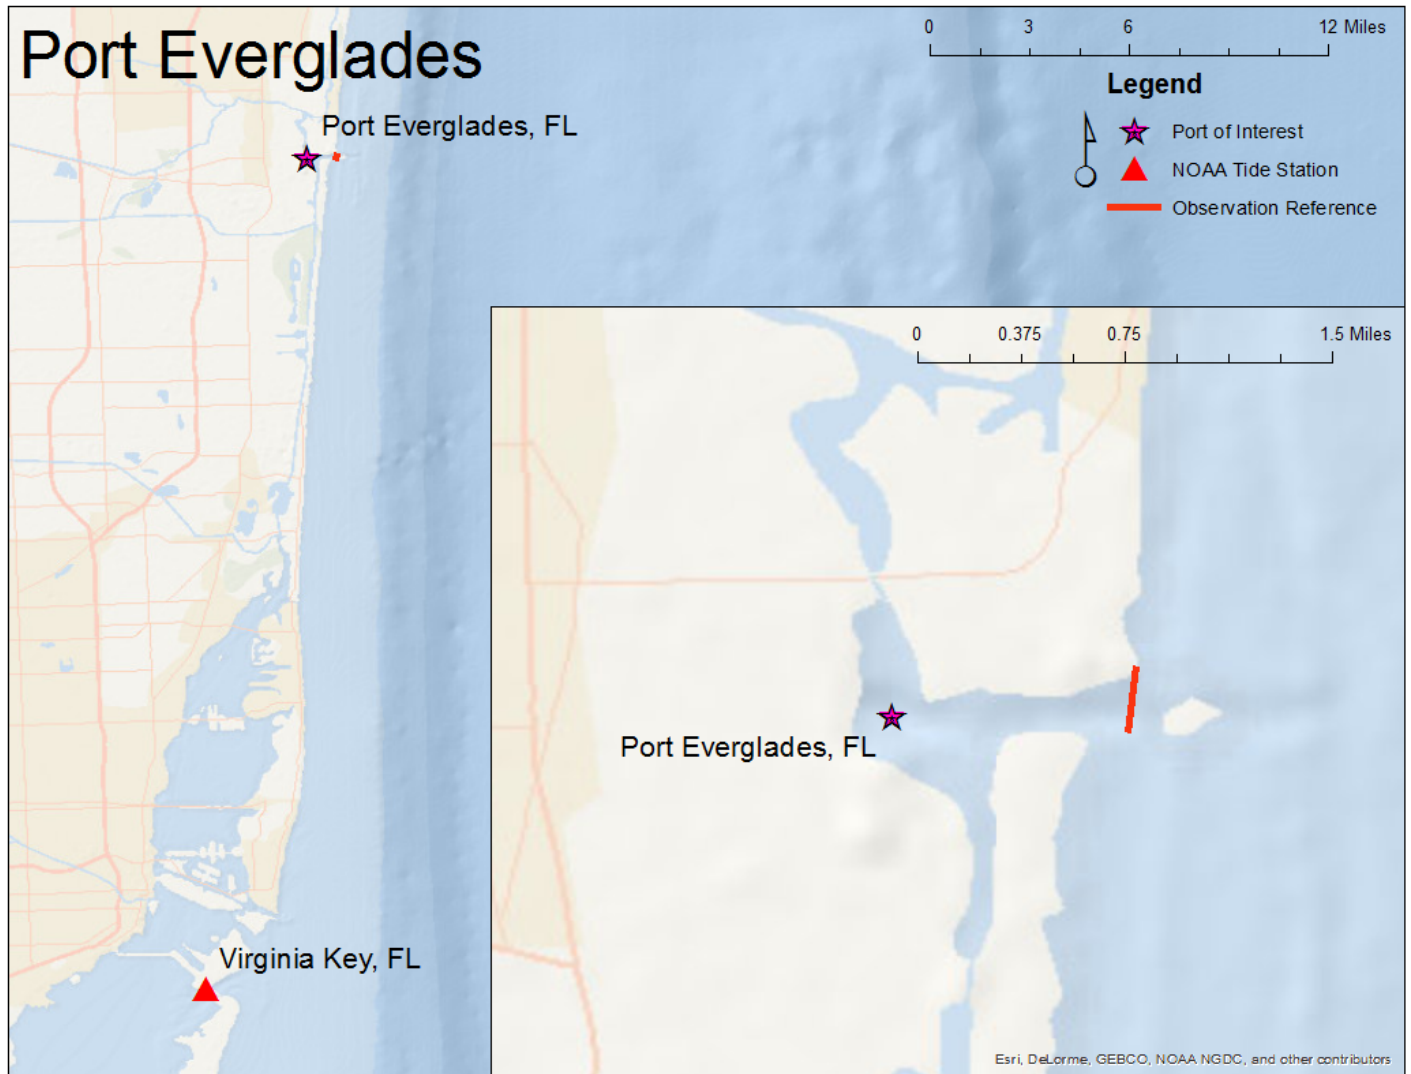 Port Everglades
0 3 6 12 Miles
Legend
Port of Interest
NOAA Tide Station
Observation Reference
Port Everglades, FL
0 0.375 0.75 1.5 Miles
Port Everglades, FL
Virginia Key, FL
Esri, DeLorme, GEBCO, NOAA NGDC, and other contributors